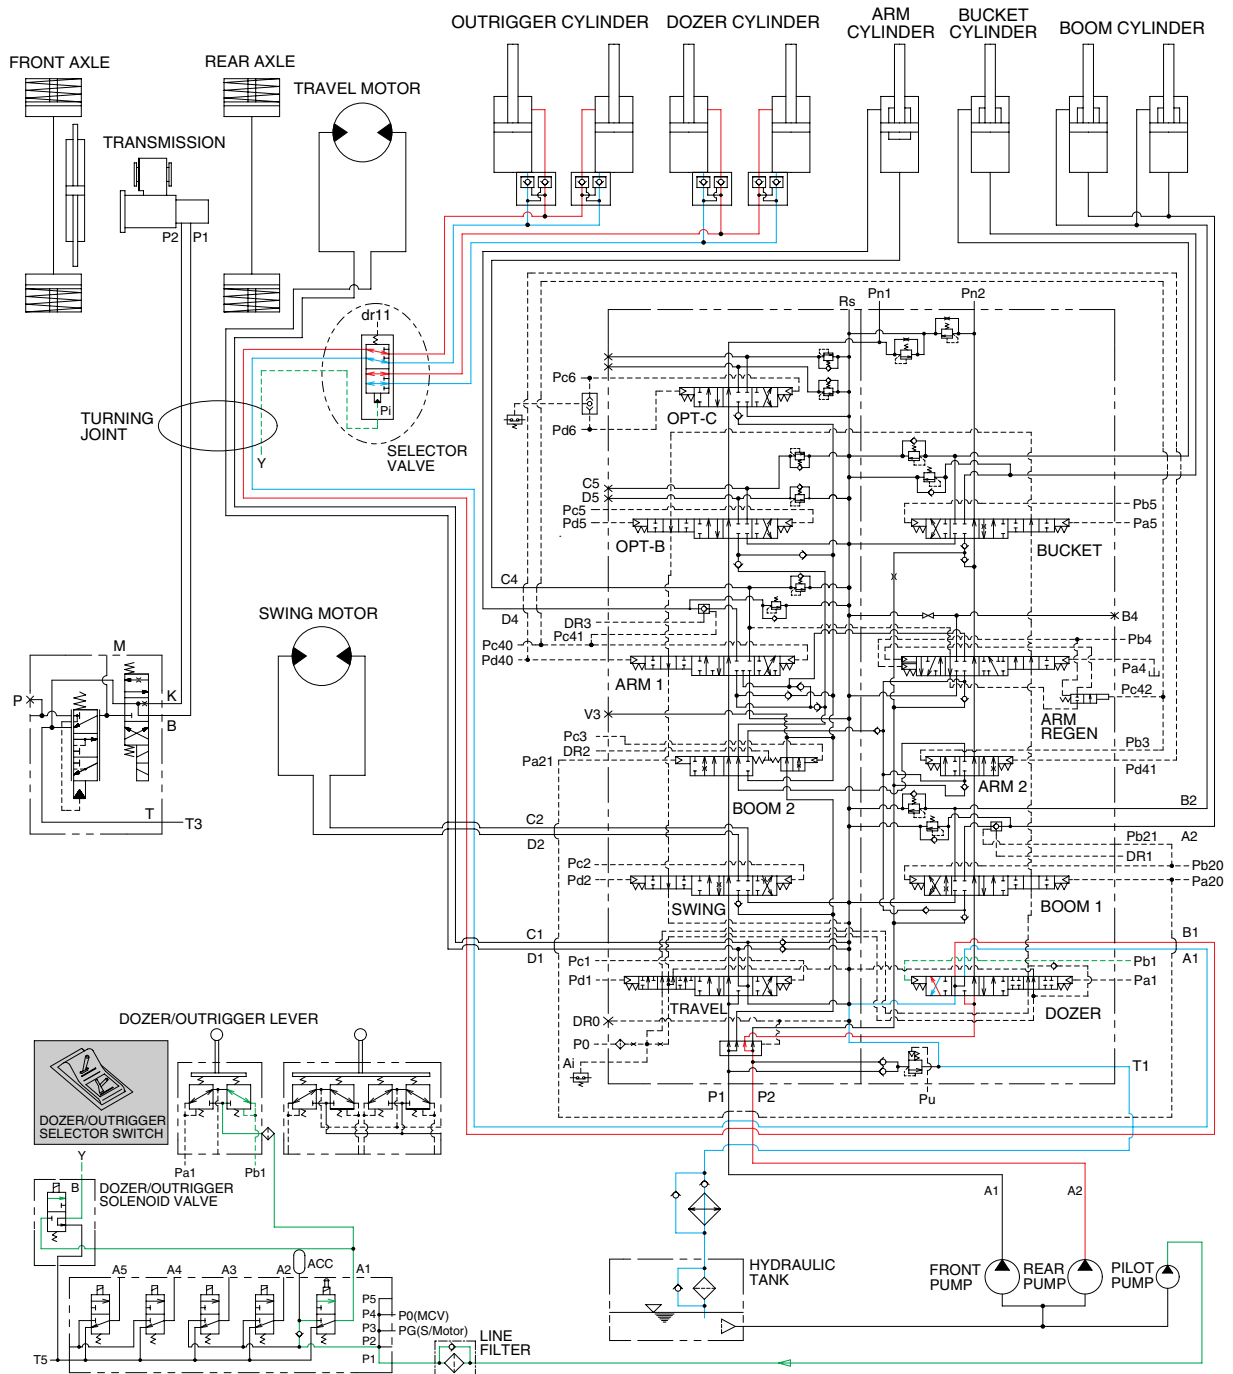 OUTRIGGER CYLINDER
DOZER CYLINDER
ARM
CYLINDER
BUCKET
CYLINDER
BOOM CYLINDER
FRONT AXLE
REAR AXLE
TRAVEL MOTOR
TRANSMISSION
P2 P1
Rs
Pn1
Pn2
dr11
Pi
Pc6
OPT-C
Pd6
TURNING
JOINT
Y
SELECTOR
VALVE
C5
D5
Pc5
Pd5
OPT-B
Pb5
Pa5
BUCKET
C4
D4
SWING MOTOR
DR3
Pc41
Pc40
Pd40
ARM 1
B4
Pb4
Pa4
Pc42
ARM
REGEN
M
P
K
B
T
T3
V3
Pc3
DR2
Pa21
BOOM 2
Pb3
Pd41
ARM 2
B2
A2
C2
D2
Pb21
DR1
Pc2
Pd2
SWING
Pb20
Pa20
BOOM 1
C1
D1
B1
A1
Pc1
Pd1
TRAVEL
Pb1
Pa1
DOZER
DR0
P0
Ai
T1
Pu
P1
P2
DOZER/OUTRIGGER LEVER
DOZER/OUTRIGGER
SELECTOR SWITCH
Pa1
Pb1
Y
B
DOZER/OUTRIGGER
SOLENOID VALVE
A1
A2
A5
A4
A3
A2
ACC
A1
P5
P4
P0(MCV)
P3
PG(S/Motor)
P2
P1
T5
LINE
FILTER
HYDRAULIC
TANK
FRONT
PUMP
REAR
PUMP
PILOT
PUMP